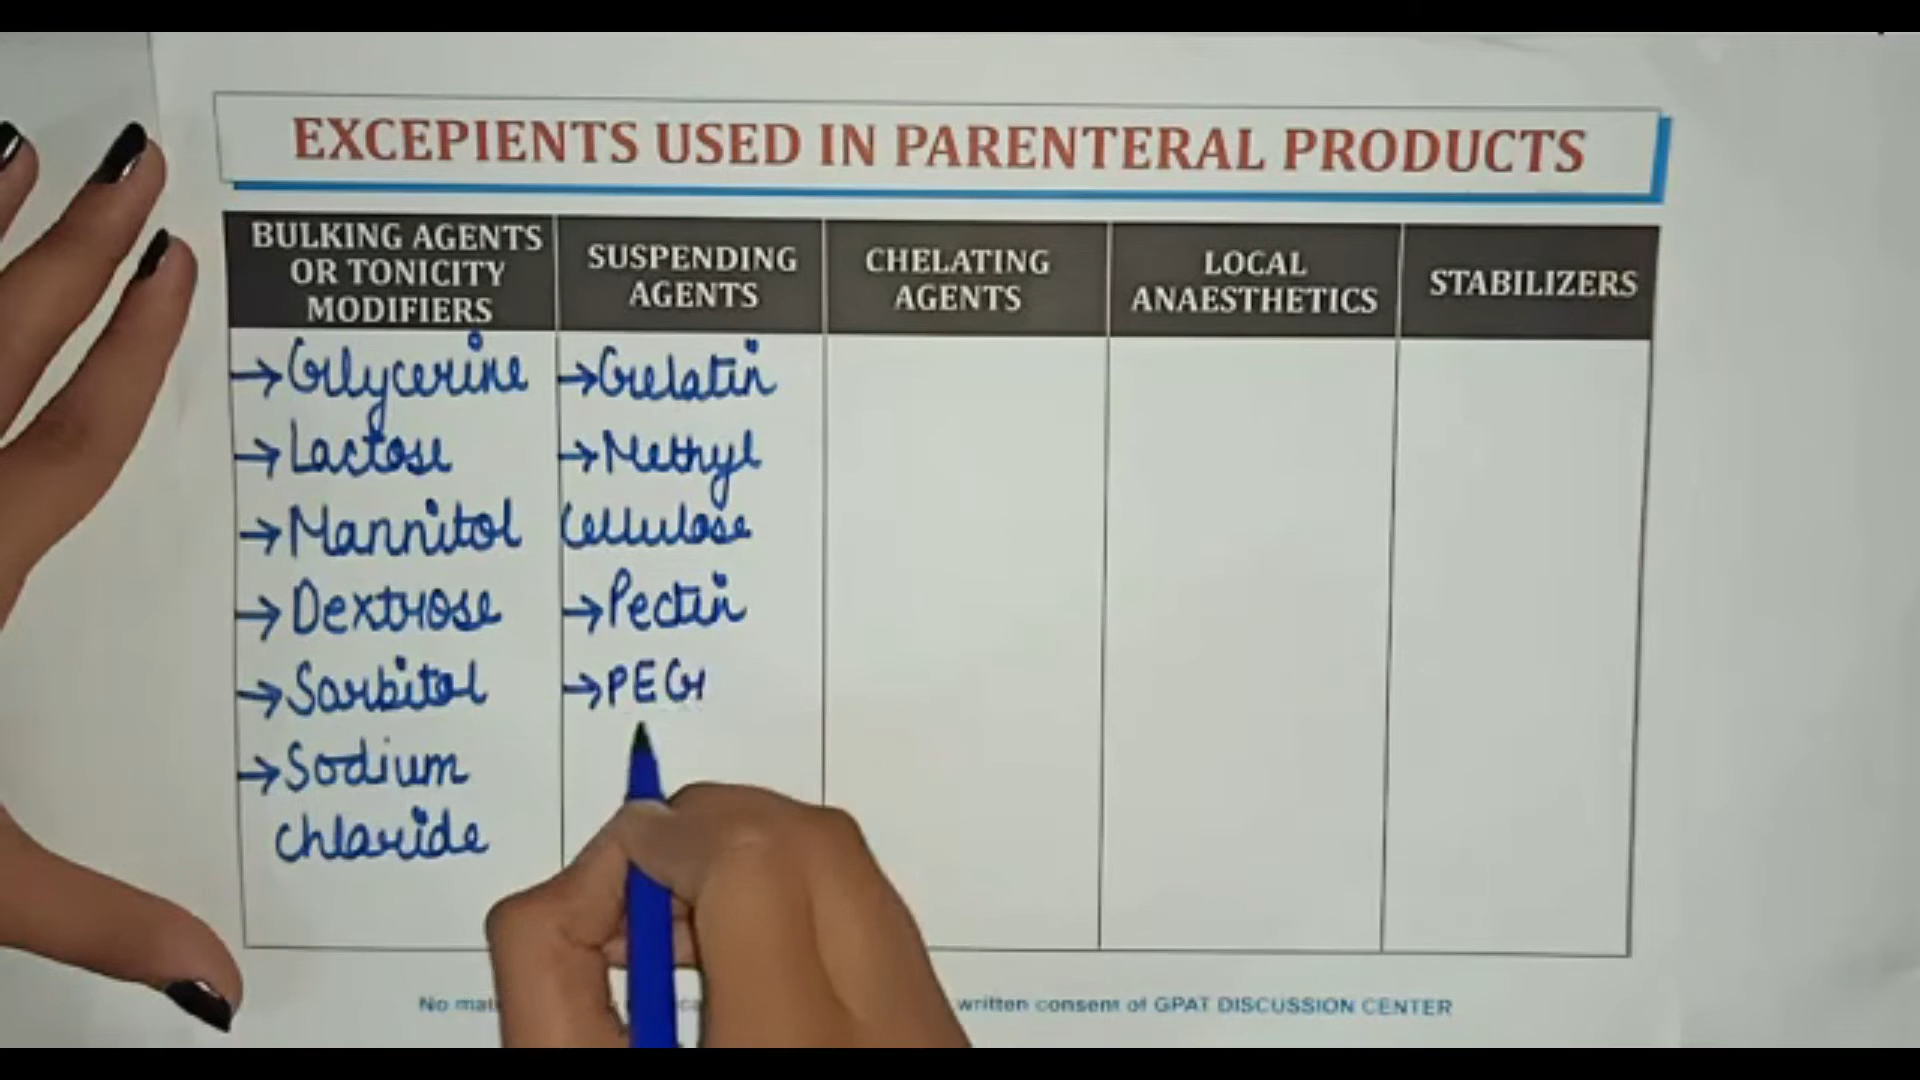 EXCEPIENTS USED IN PARENTERAL PRODUCTS
BULKING AGENTS
OR TONICITY
MODIFIERS
SUSPENDING
AGENTS
CHELATING
AGENTS
LOCAL
ANAESTHETICS
STABILIZERS
→Glycerine
→Lactose
→Mannitol
→Dextrose
→Sorbitol
→Sodium
chloride
→Gelatin
→Methyl
cellulose
→Pectin
→PEG
No written consent of GPAT DISCUSSION CENTER